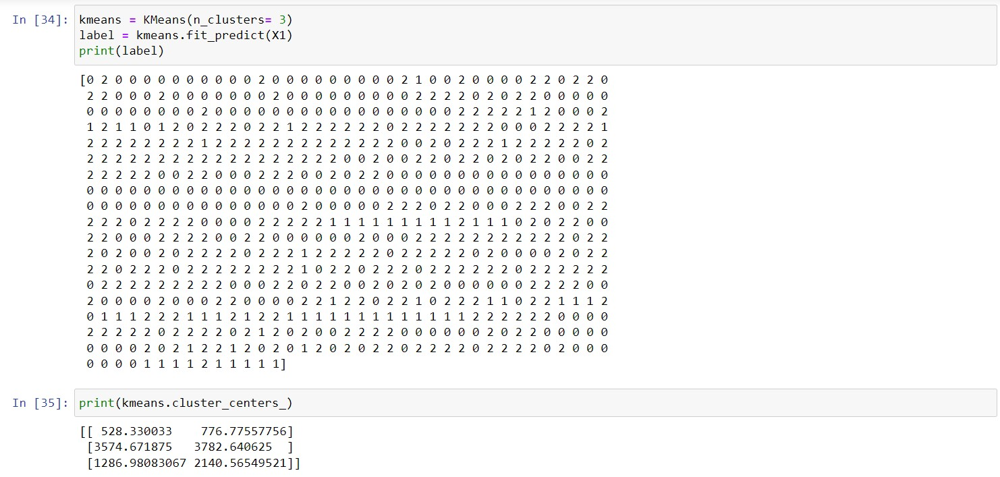 In [34]: kmeans = KMeans(n_clusters= 3)
label = kmeans.fit_predict(X1)
print(label)
[0 2 0 0 0 0 0 0 0 0 0 0 2 0 0 0 0 0 0 0 0 0 2 1 0 0 2 0 0 0 0 2 2 0 2 2 0
2 2 0 0 0 2 0 0 0 0 0 0 0 2 0 0 0 0 0 0 0 0 0 2 2 2 2 0 2 0 2 2 0 0 0 0 0
0 0 0 0 0 0 0 0 2 0 0 0 0 0 0 0 0 0 0 0 0 0 0 0 0 0 2 2 2 2 2 1 2 0 0 0 2
1 2 1 1 0 1 2 0 2 2 2 0 2 2 1 2 2 2 2 2 2 0 2 2 2 2 2 2 2 0 0 0 2 2 2 2 1
2 2 2 2 2 2 2 2 1 2 2 2 2 2 2 2 2 2 2 2 2 2 0 0 2 0 2 2 2 1 2 2 2 2 2 0 2
2 2 2 2 2 2 2 2 2 2 2 2 2 2 2 2 2 2 0 0 2 0 0 2 2 0 2 2 0 2 0 2 2 0 0 2 2
2 2 2 2 2 0 0 2 2 0 0 0 2 2 2 0 0 2 0 2 2 0 0 0 0 0 0 0 0 0 0 0 0 0 0 0 0
0 0 0 0 0 0 0 0 0 0 0 0 0 0 0 0 0 0 0 0 0 0 0 0 0 0 0 0 0 0 0 0 0 0 0 0 0
0 0 0 0 0 0 0 0 0 0 0 0 0 0 0 2 0 0 0 0 0 2 2 2 0 2 2 0 0 0 2 2 2 0 0 2 2
2 2 2 0 2 2 2 2 0 0 0 0 2 2 2 2 2 1 1 1 1 1 1 1 1 1 2 1 1 1 0 2 0 2 2 0 0
2 2 0 0 0 2 2 2 2 0 0 2 2 0 0 0 0 0 0 2 0 0 0 2 2 2 2 2 2 2 2 2 2 2 0 2 2
2 0 2 0 0 2 0 2 2 2 2 0 2 2 2 1 2 2 2 2 2 0 2 2 2 2 2 0 2 0 0 0 0 2 0 2 2
2 2 0 2 2 2 0 2 2 2 2 2 2 2 2 1 0 2 2 0 2 2 2 0 2 2 2 2 2 2 0 2 2 2 2 2 2
0 2 2 2 2 2 2 2 2 2 0 0 0 2 2 0 2 2 0 0 2 0 2 0 2 0 0 0 0 0 0 2 2 2 2 0 0
2 0 0 0 0 2 0 0 0 2 2 0 0 0 0 2 2 1 2 2 0 2 2 1 0 2 2 2 1 1 0 2 2 1 1 1 2
0 1 1 1 2 2 2 1 1 1 2 1 2 2 1 1 1 1 1 1 1 1 1 1 1 1 1 2 2 2 2 2 2 0 0 0 0
2 2 2 2 2 0 2 2 2 2 0 2 1 2 0 2 0 0 2 2 2 2 0 0 0 0 0 0 2 0 2 2 0 0 0 0 0
0 0 0 0 2 0 2 1 2 2 1 2 0 2 0 1 2 0 2 0 2 2 0 2 2 2 2 0 2 2 2 2 0 2 0 0 0
0 0 0 0 1 1 1 1 2 1 1 1 1 1]
In [35]: print(kmeans.cluster_centers_)
[[ 528.330033    776.77557756]
[3574.671875   3782.640625  ]
[1286.98083067 2140.56549521]]